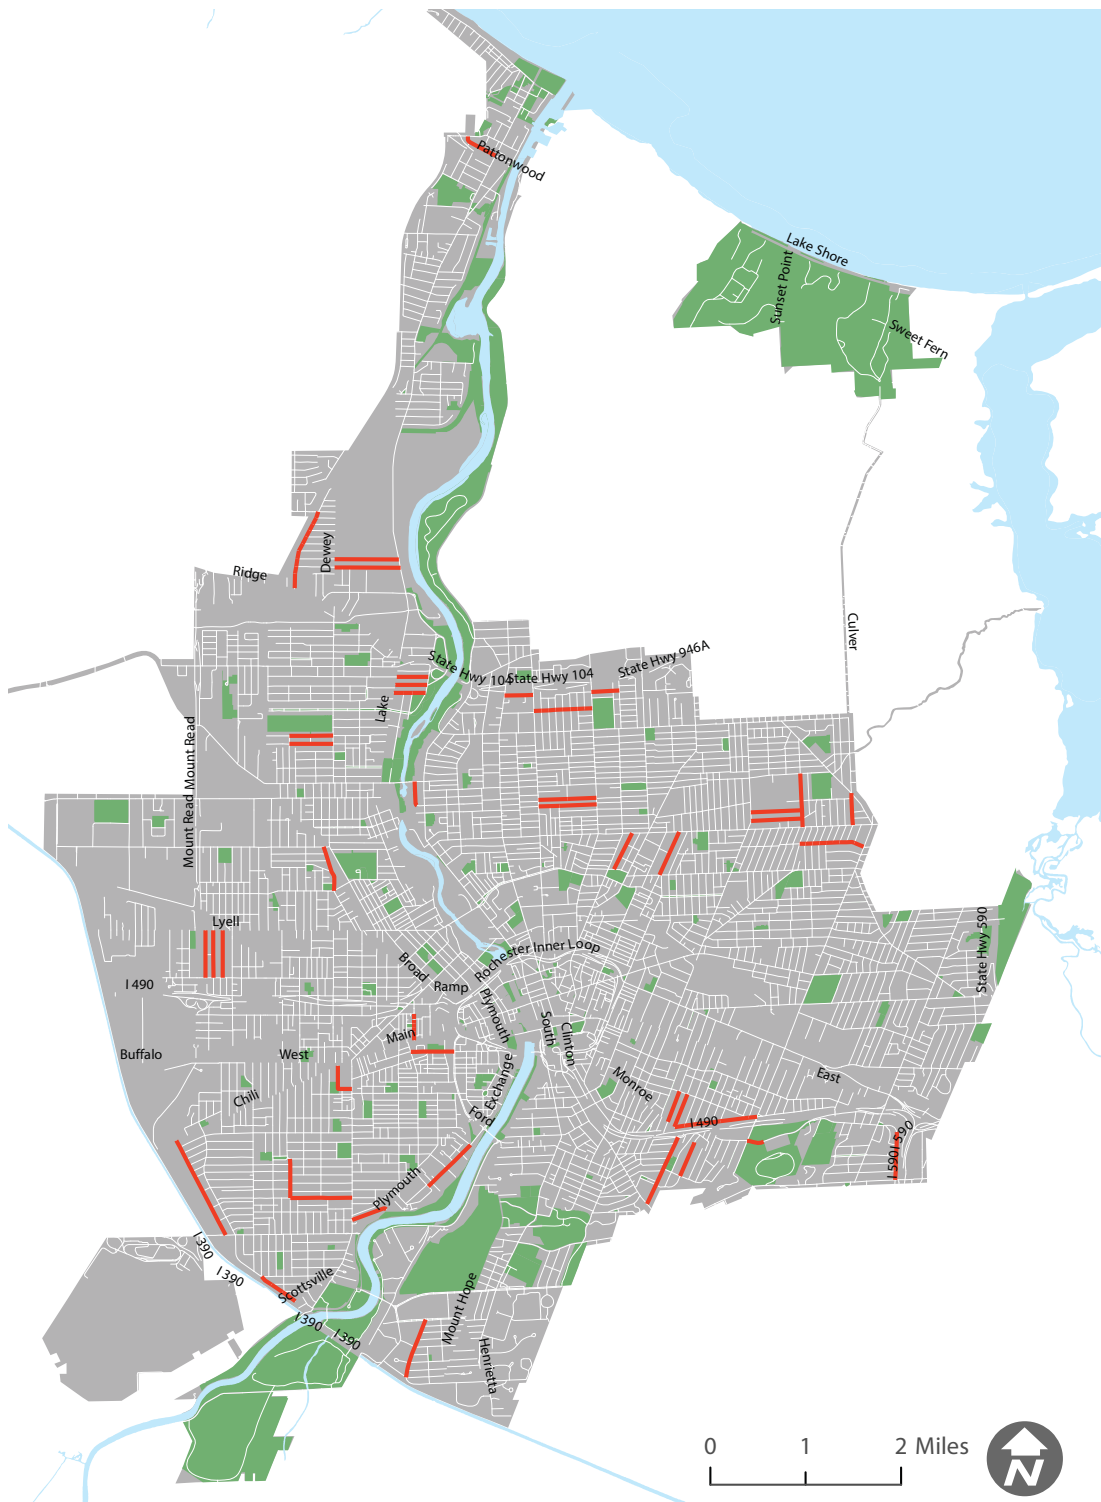 Pattonwood
Lake Shore
Sunset Point
Sweet Fern
Dewey
Ridge
Culver
State Hwy 104
State Hwy 104
State Hwy 946A
Lake
Mount Read
Mount Read
Lyell
State Hwy 590
Rochester Inner Loop
Broad
Ramp
I 490
Plymouth
South
Clinton
Main
Buffalo
West
Exchange
Monroe
East
Chili
Ford
I 490
I 590
I 590
Plymouth
I 390
I 390
Scottsville
Mount Hope
I 390
I 390
Henrietta
0 1 2 Miles
N